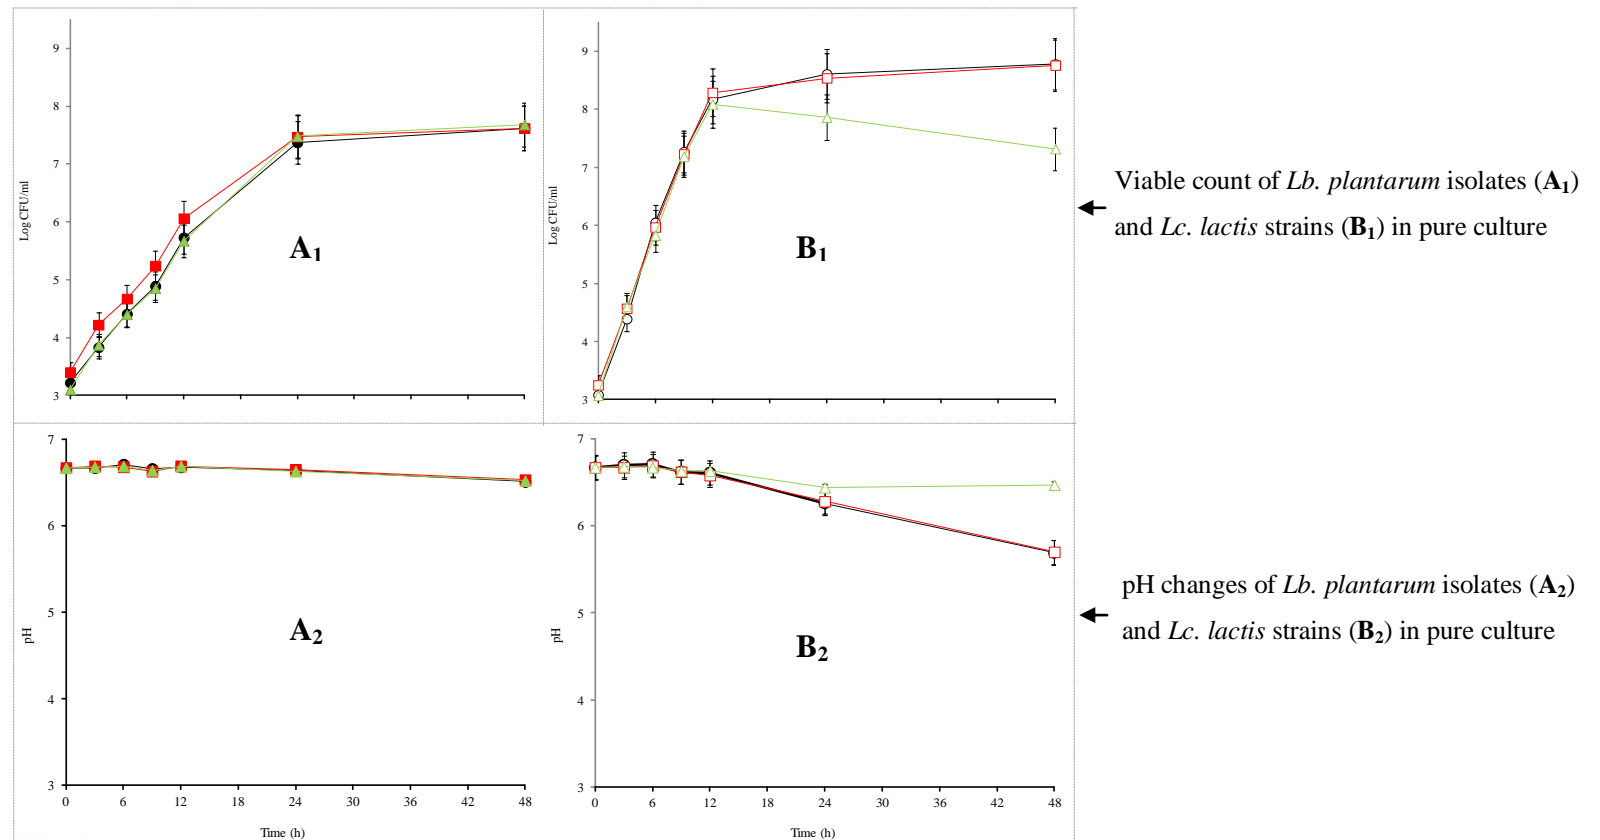 9
8
7
6
5
4
3
Log CFU/ml
A1
9
8
7
6
5
4
3
Log CFU/ml
B1
Viable count of Lb. plantarum isolates (A1)
and Lc. lactis strains (B1) in pure culture
7
6
5
4
3
pH
A2
0 6 12 18 24 30 36 42 48
Time (h)
7
6
5
4
3
pH
B2
0 6 12 18 24 30 36 42 48
Time (h)
pH changes of Lb. plantarum isolates (A2)
and Lc. lactis strains (B2) in pure culture